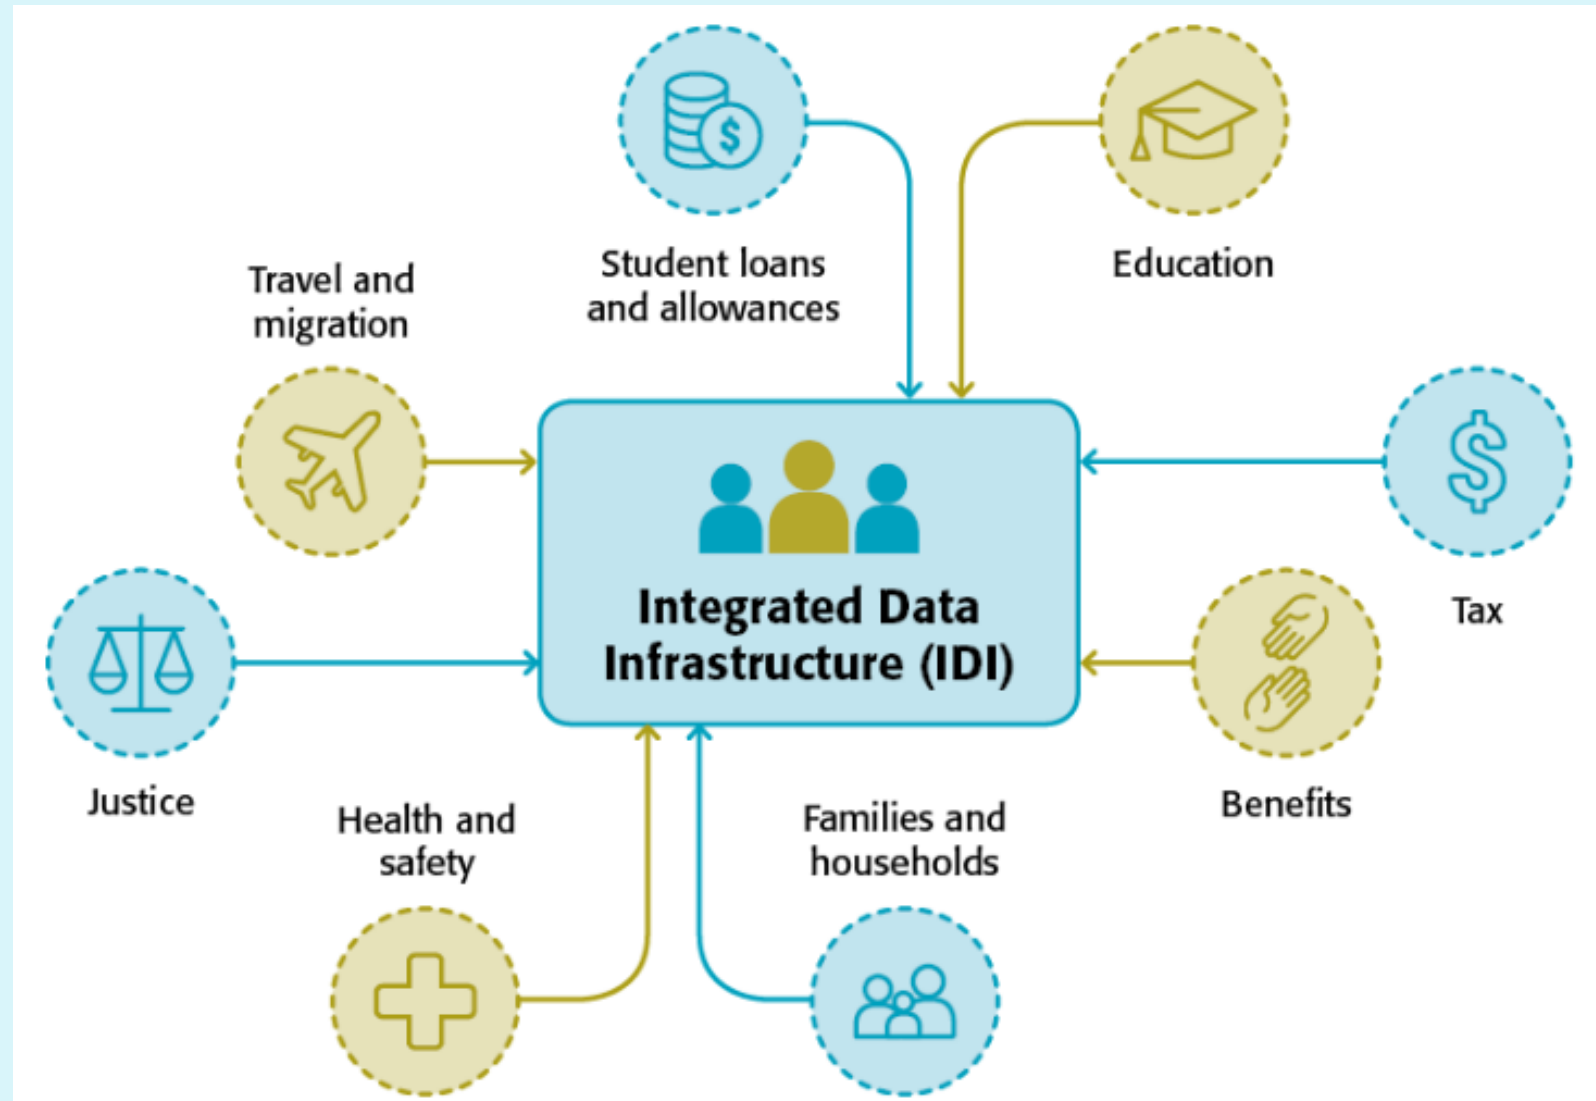 Student loans
and allowances
Education
Travel and
migration
$
$
Integrated Data
Infrastructure (IDI)
Tax
Benefits
Justice
Health and
safety
Families and
households